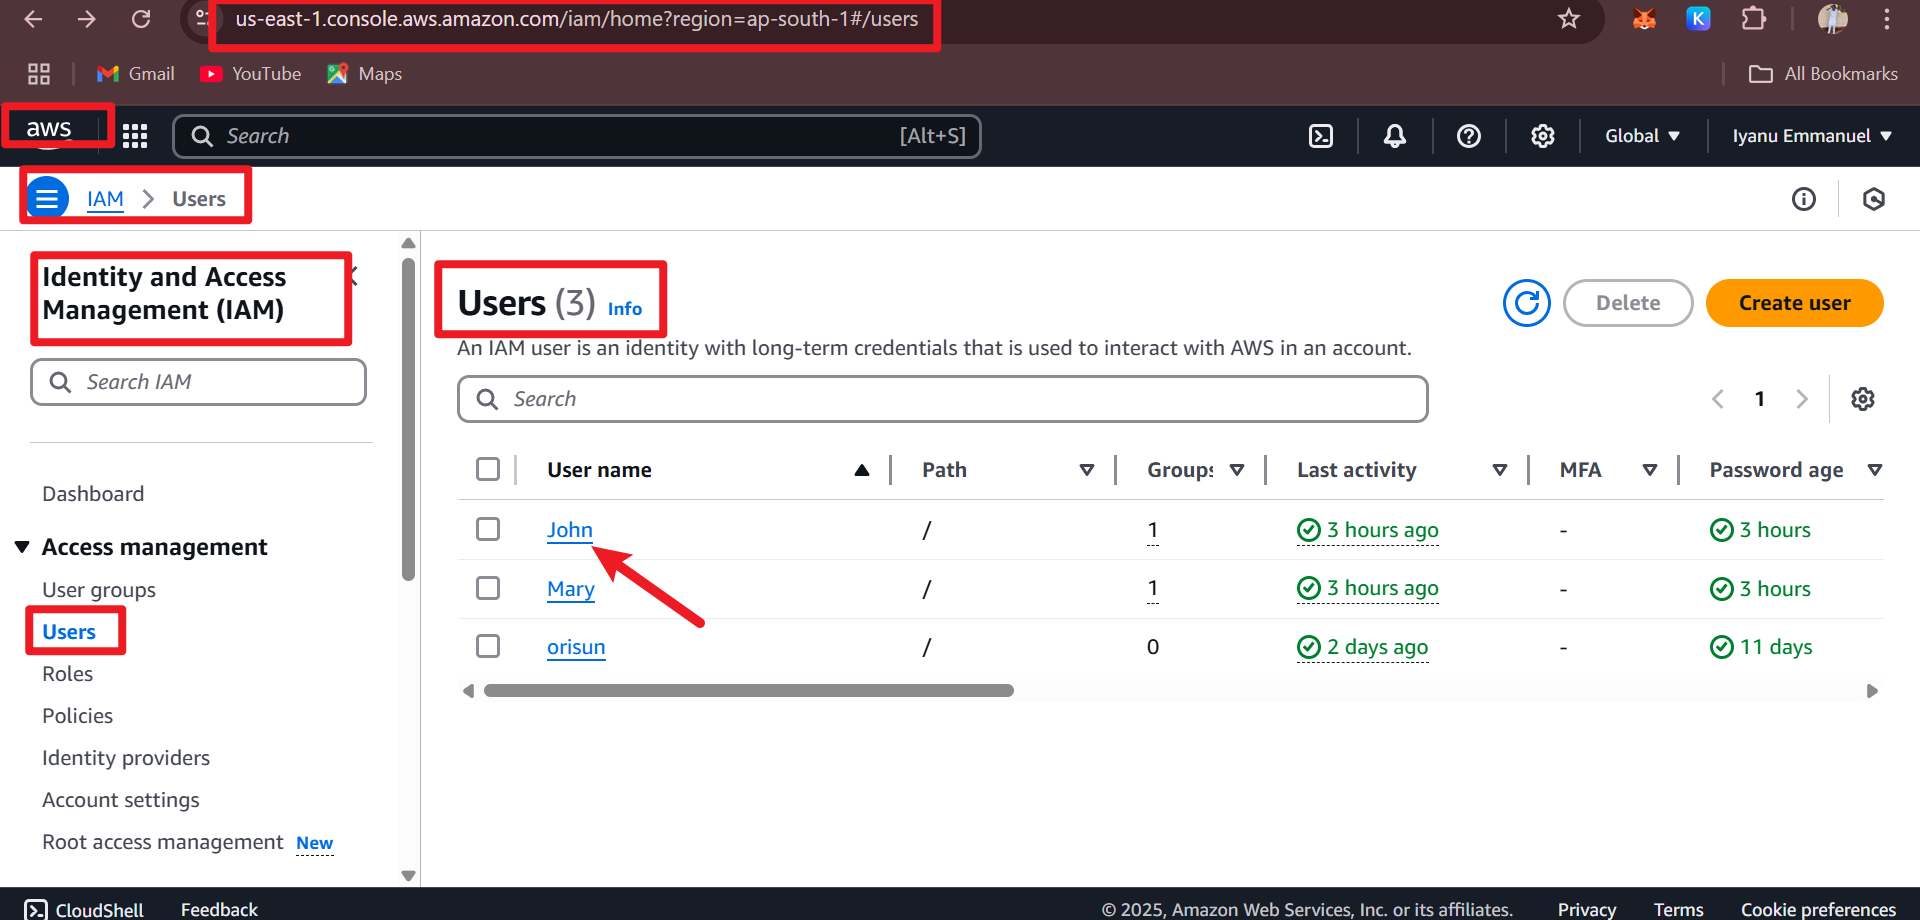 us-east-1.console.aws.amazon.com/iam/home?region=ap-south-1#/users
Gmail YouTube Maps All Bookmarks
aws Search [Alt+S] Global Iyanu Emmanuel
IAM Users
Identity and Access
Management (IAM)
Search IAM
Dashboard
Access management
User groups
Users
Roles
Policies
Identity providers
Account settings
Root access management New
Users (3) Info
Delete Create user
An IAM user is an identity with long-term credentials that is used to interact with AWS in an account.
Search
1
User name Path Groups Last activity MFA Password age
John / 1 3 hours ago - 3 hours
Mary / 1 3 hours ago - 3 hours
orisun / 0 2 days ago - 11 days
CloudShell Feedback © 2025, Amazon Web Services, Inc. or its affiliates. Privacy Terms Cookie preferences